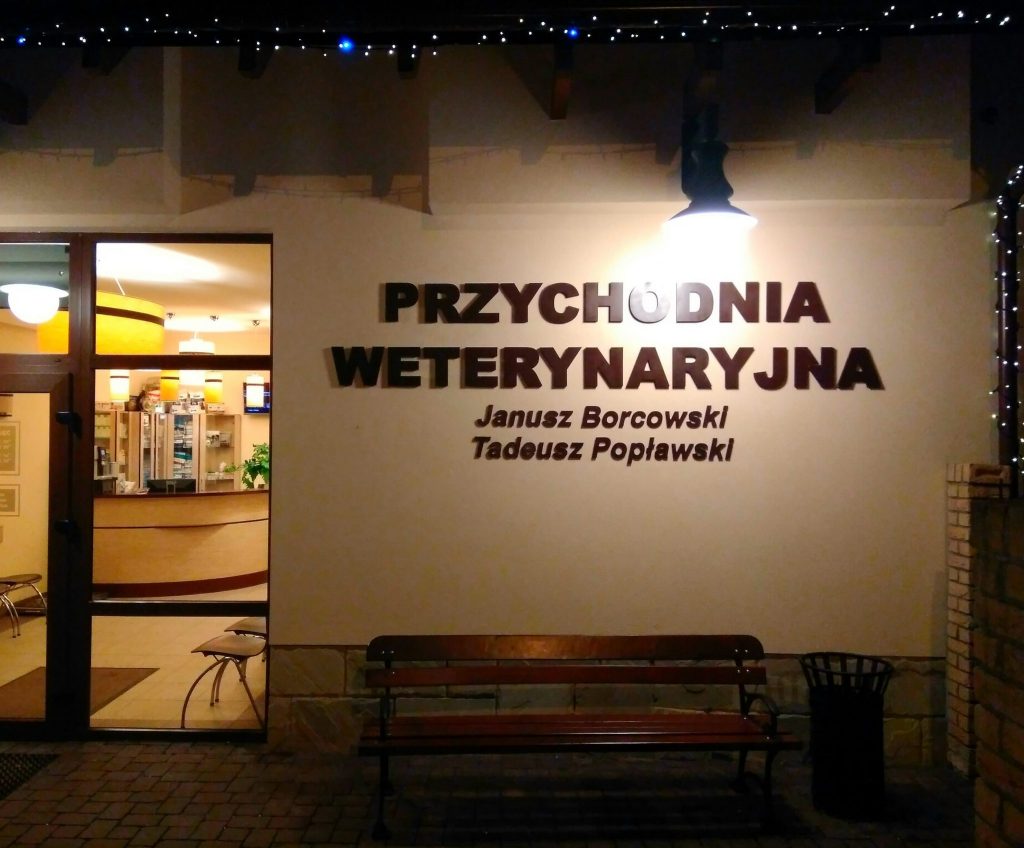 PRZYCHODNIA
WETERYNARYJNA
Janusz Borcowski
Tadeusz Popławski